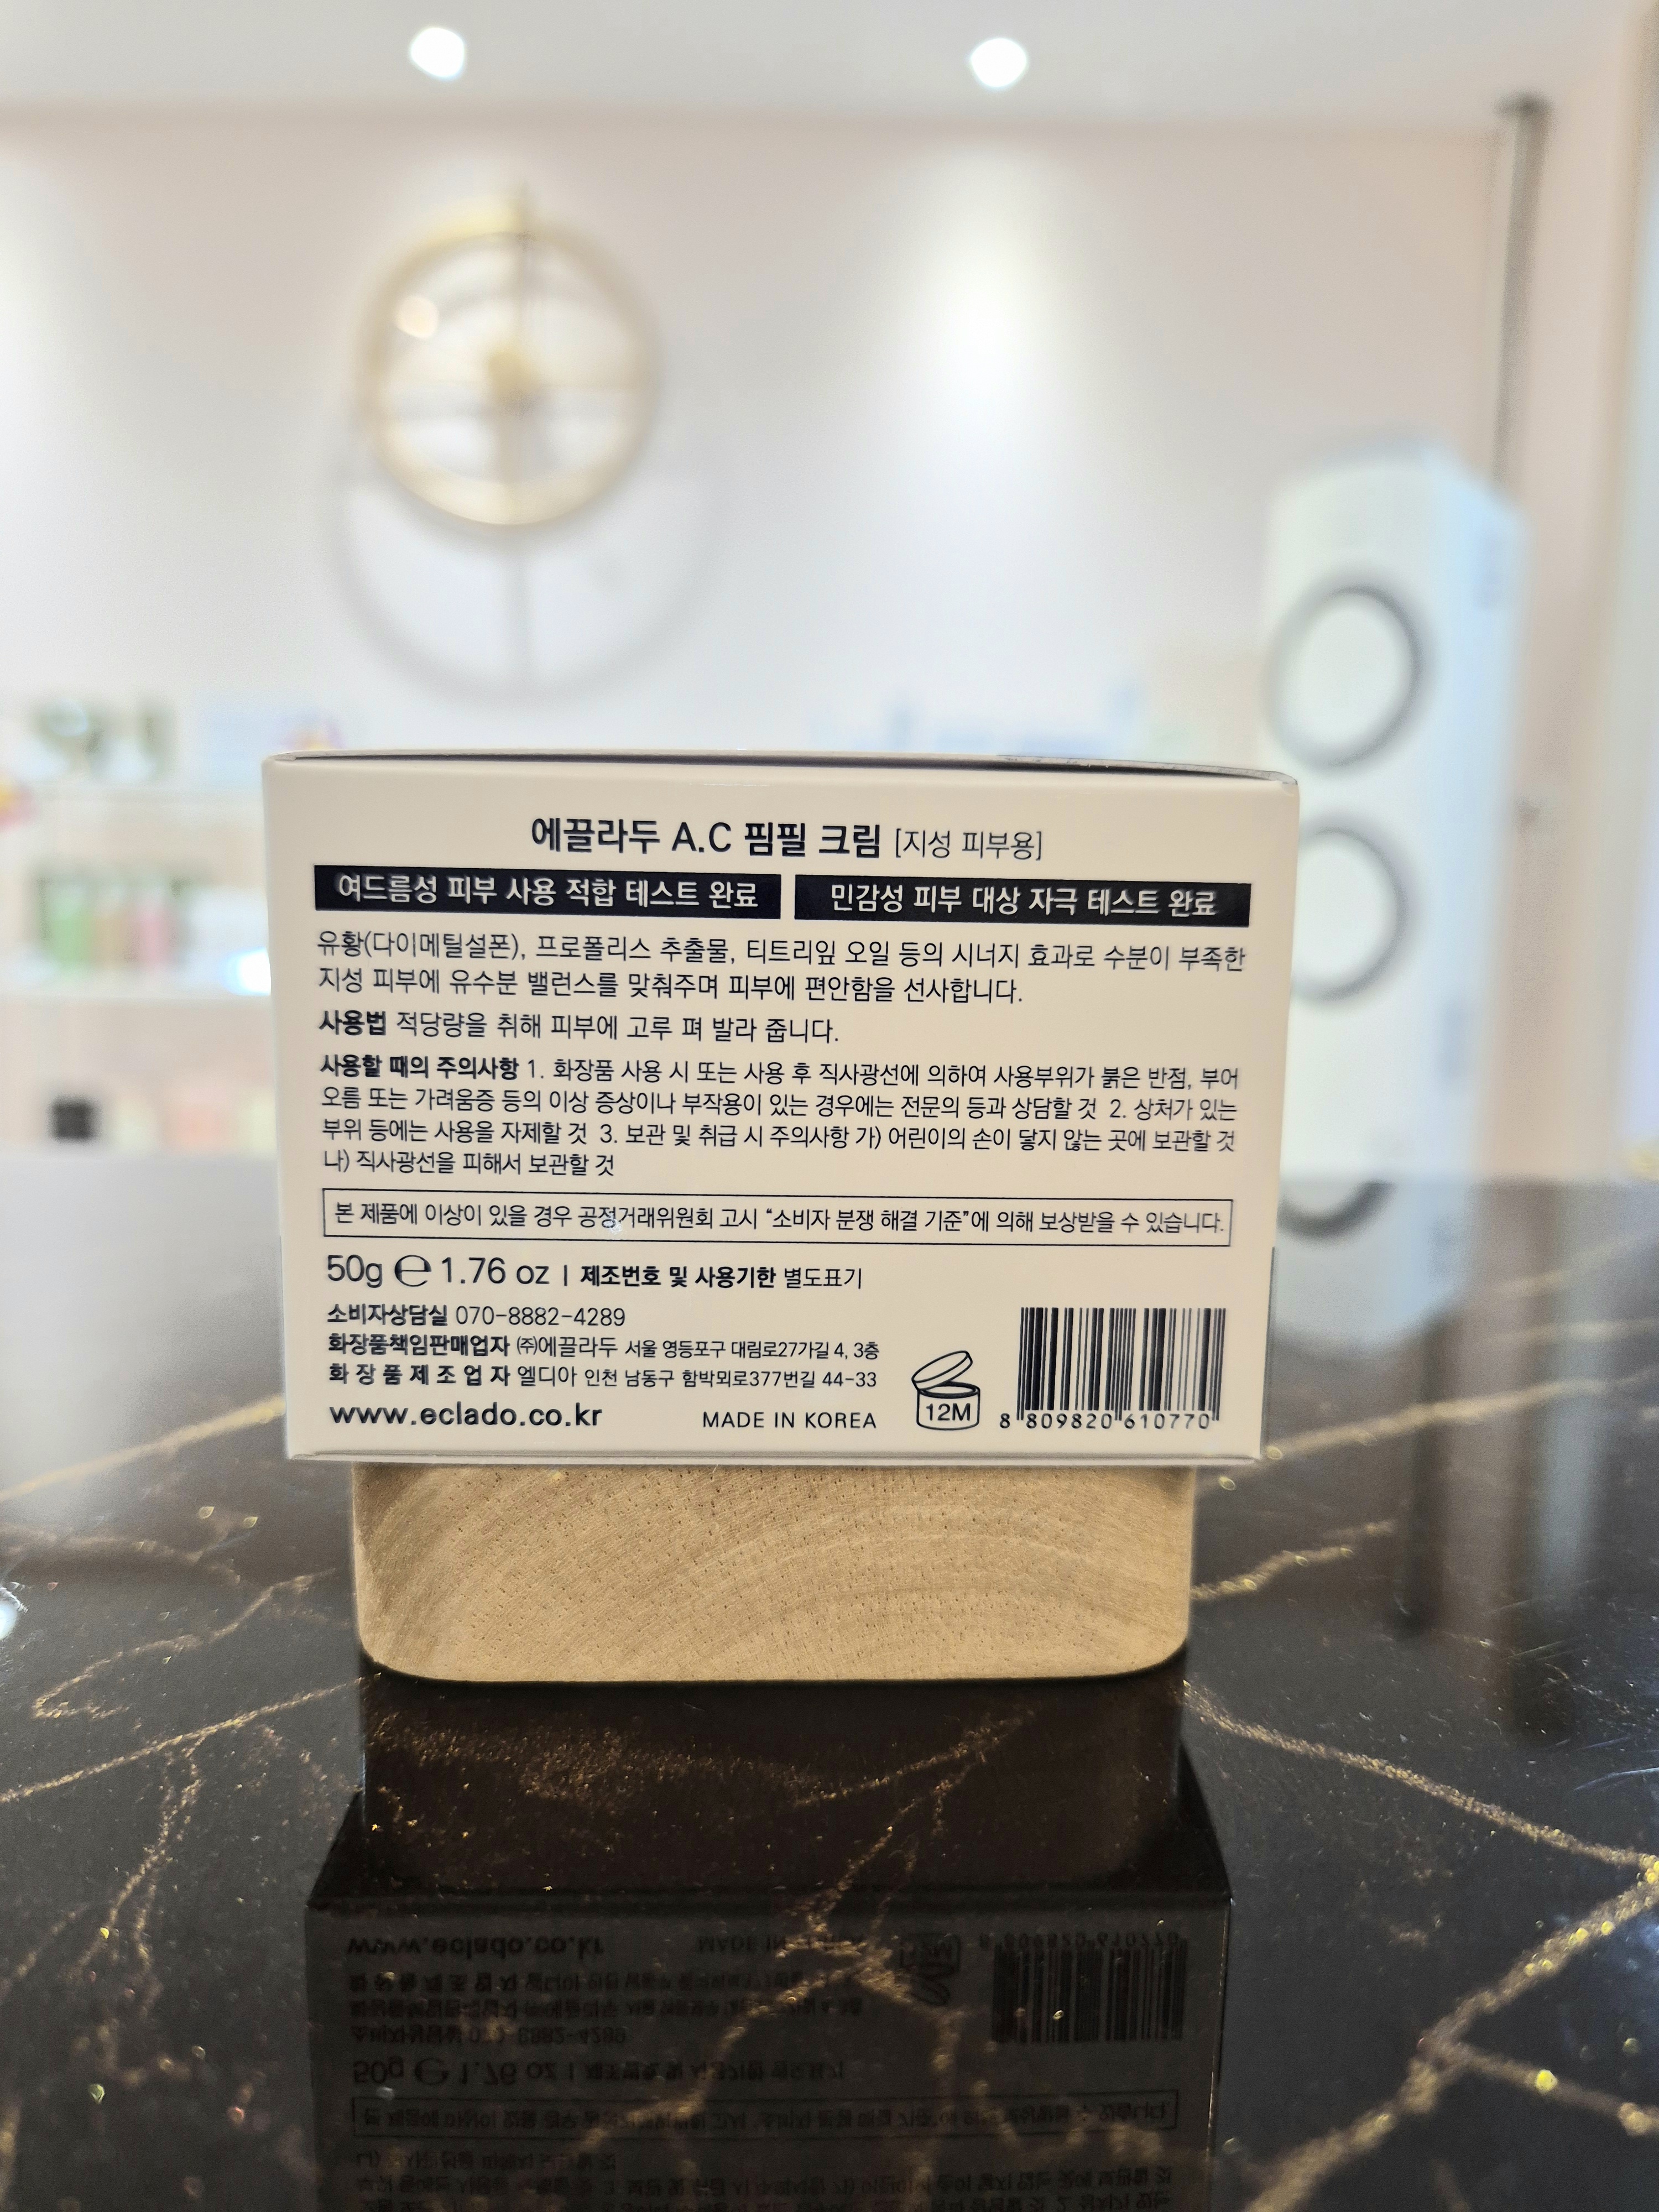 에끌라두 A.C 핌필 크림 [지성 피부용]
여드름성 피부 사용 적합 테스트 완료
민감성 피부 대상 자극 테스트 완료
유황(다이메틸설폰), 프로폴리스 추출물, 티트리잎 오일 등의 시너지 효과로 수분이 부족한
지성 피부에 유수분 밸런스를 맞춰주며 피부에 편안함을 선사합니다.
사용법 적당량을 취해 피부에 고루 펴 발라 줍니다.
사용할 때의 주의사항 1. 화장품 사용 시 또는 사용 후 직사광선에 의하여 사용부위가 붉은 반점, 부어
오름 또는 가려움증 등의 이상 증상이나 부작용이 있는 경우에는 전문의 등과 상담할 것 2. 상처가 있는
부위 등에는 사용을 자제할 것 3. 보관 및 취급 시 주의사항 가) 어린이의 손이 닿지 않는 곳에 보관할 것
나) 직사광선을 피해서 보관할 것
본 제품에 이상이 있을 경우 공정거래위원회 고시 “소비자 분쟁 해결 기준”에 의해 보상받을 수 있습니다.
50g ℮ 1.76 oz | 제조번호 및 사용기한 별도표기
소비자상담실 070-8882-4289
화장품책임판매업자 ㈜에끌라두 서울 영등포구 대림로27가길 4, 3층
화장품제조업자 엘디아 인천 남동구 함박뫼로377번길 44-33
www.eclado.co.kr MADE IN KOREA
12M
8 809820 610770